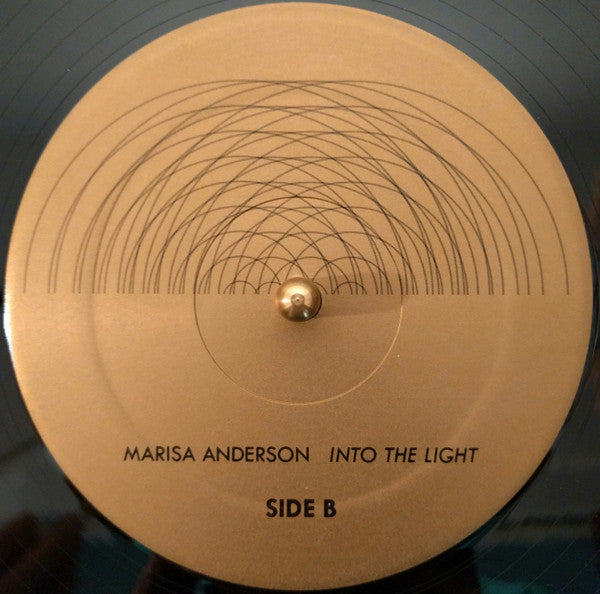 MARISA ANDERSON INTO THE LIGHT
SIDE B